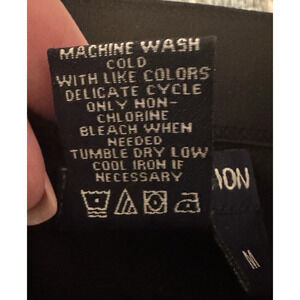 MACHINE WASH
COLD
WITH LIKE COLORS
DELICATE CYCLE
ONLY NON-
CHLORINE
BLEACH WHEN
NEEDED
TUMBLE DRY LOW
COOL IRON IF
NECESSARY
M